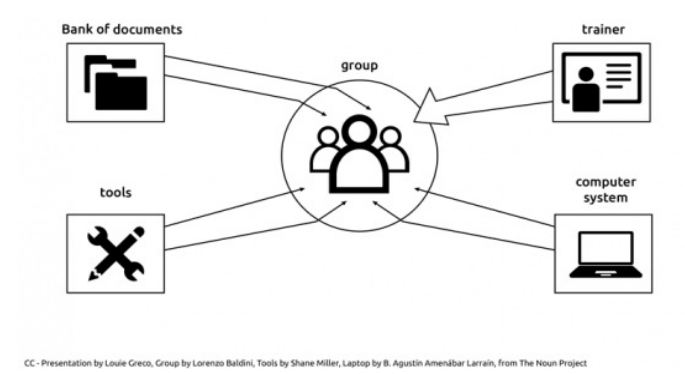 Bank of documents
trainer
group
tools
computer
system
CC - Presentation by Louie Greco, Group by Lorenzo Baldini, Tools by Shane Miller, Laptop by B. Agustín Amenábar Larraín, from The Noun Project